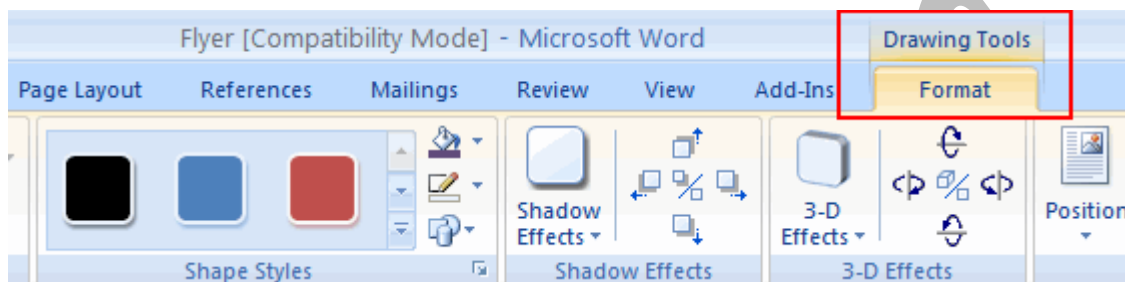 Flyer [Compatibility Mode] - Microsoft Word Drawing Tools
Page Layout References Mailings Review View Add-Ins Format
Shadow Effects
3-D Effects
Position
Shape Styles Shadow Effects 3-D Effects